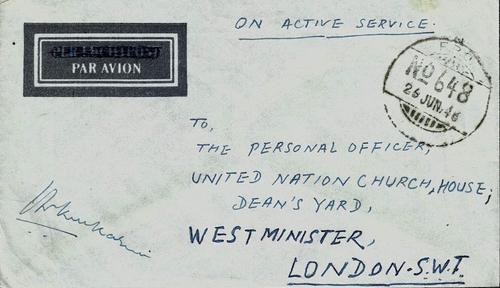 ON ACTIVE SERVICE.
PAR AVION
F.P.O.
No 648
26 JUN. 46
To,
THE PERSONAL OFFICER,
UNITED NATION CHURCH, HOUSE,
DEAN'S YARD,
WESTMINISTER,
LONDON-S.W.T.